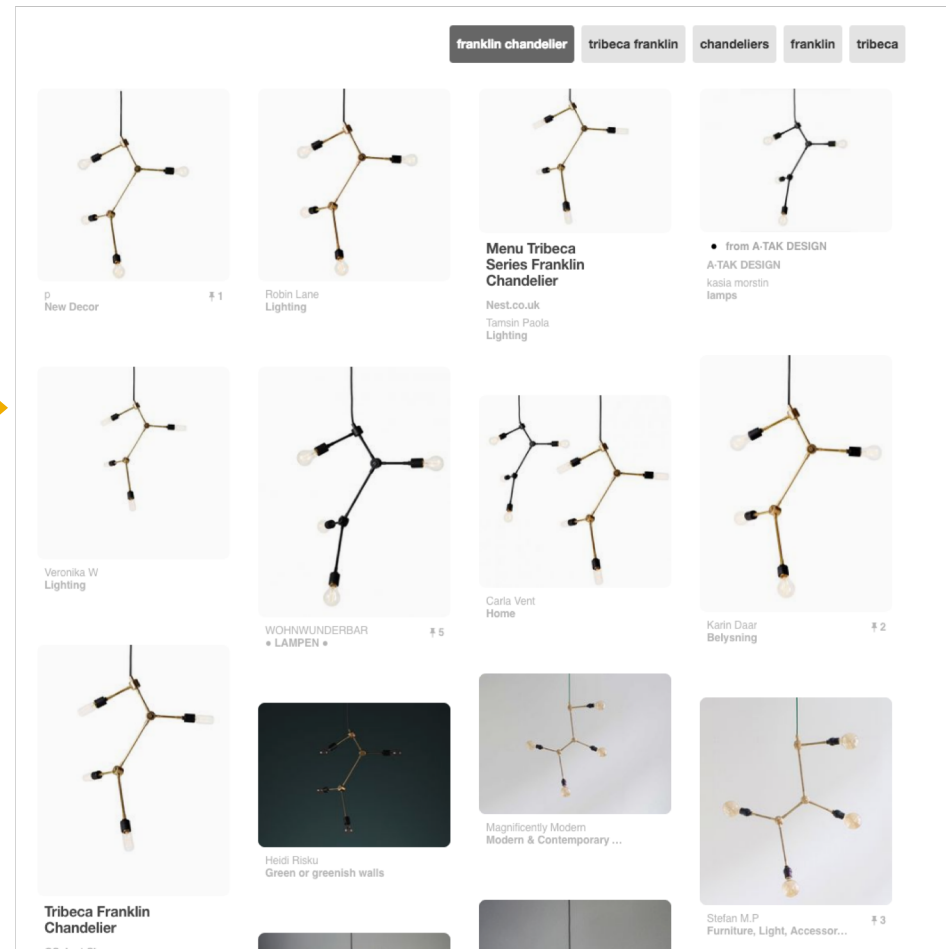 franklin chandelier
tribeca franklin
chandeliers
franklin
tribeca
p
New Decor
1
Robin Lane
Lighting
Menu Tribeca
Series Franklin
Chandelier
Nest.co.uk
Tamsin Paola
Lighting
● from A-TAK DESIGN
A-TAK DESIGN
kasia morstin
lamps
Veronika W
Lighting
WOHNWUNDERBAR
● LAMPEN ●
5
Carla Vent
Home
Karin Daar
Belysning
2
Tribeca Franklin
Chandelier
Heidi Risku
Green or greenish walls
Magnificently Modern
Modern & Contemporary ...
Stefan M.P
Furniture, Light, Accessor...
3